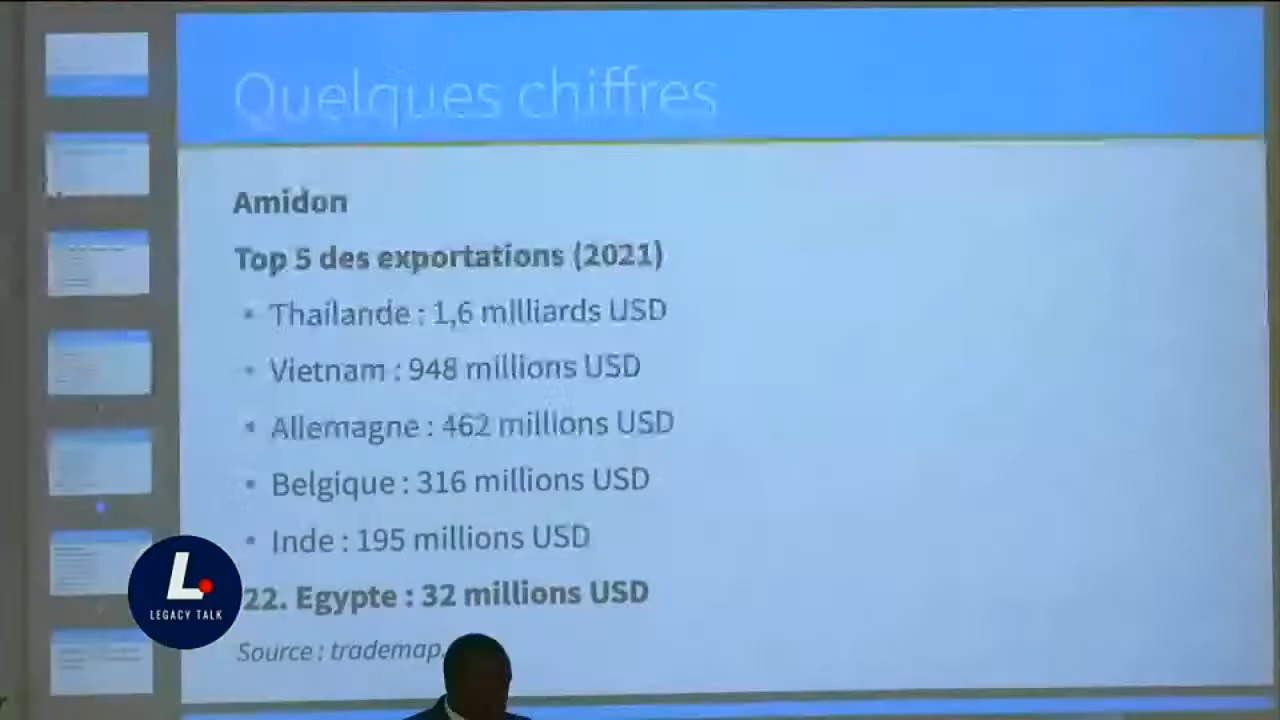 Quelques chiffres
Amidon
Top 5 des exportations (2021)
• Thaïlande : 1,6 milliards USD
• Vietnam : 948 millions USD
• Allemagne : 462 millions USD
• Belgique : 316 millions USD
• Inde : 195 millions USD
22. Egypte : 32 millions USD
Source : trademap.
L.
LEGACY TALK